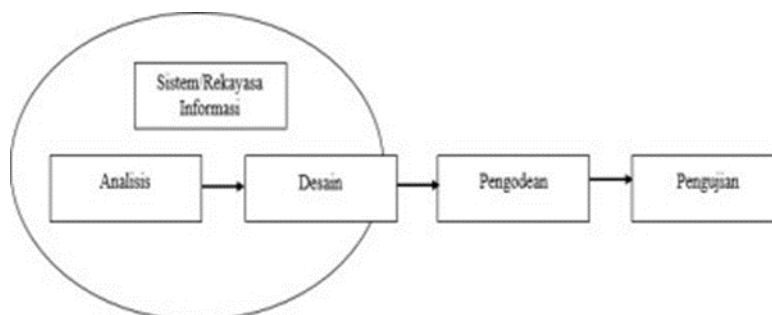 Sistem/Rekayasa
Informasi
Analisis
Desain
Pengodean
Pengujian